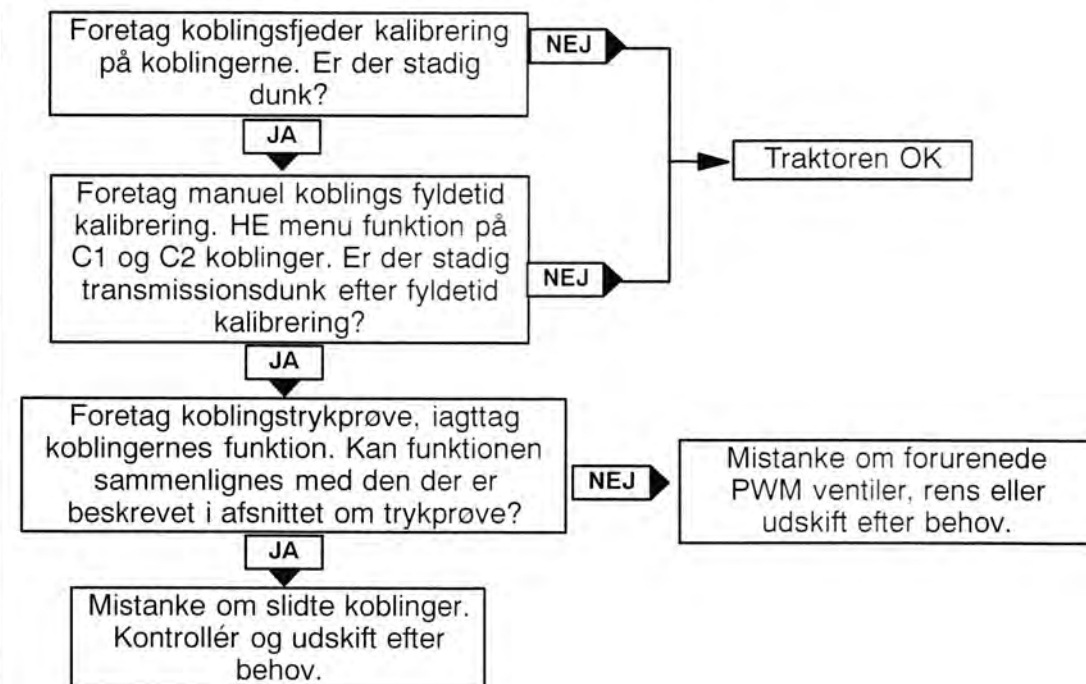 Foretag koblingsfjeder kalibrering
på koblingerne. Er der stadig
dunk?
NEJ
JA
Traktoren OK
Foretag manuel koblings fyldetid
kalibrering. HE menu funktion på
C1 og C2 koblinger. Er der stadig
transmissionsdunk efter fyldetid
kalibrering?
NEJ
JA
Foretag koblingstrykprøve, iagttag
koblingernes funktion. Kan funktionen
sammenlignes med den der er
beskrevet i afsnittet om trykprøve?
NEJ
Mistanke om forurenede
PWM ventiler, rens eller
udskift efter behov.
JA
Mistanke om slidte koblinger.
Kontrollér og udskift efter
behov.